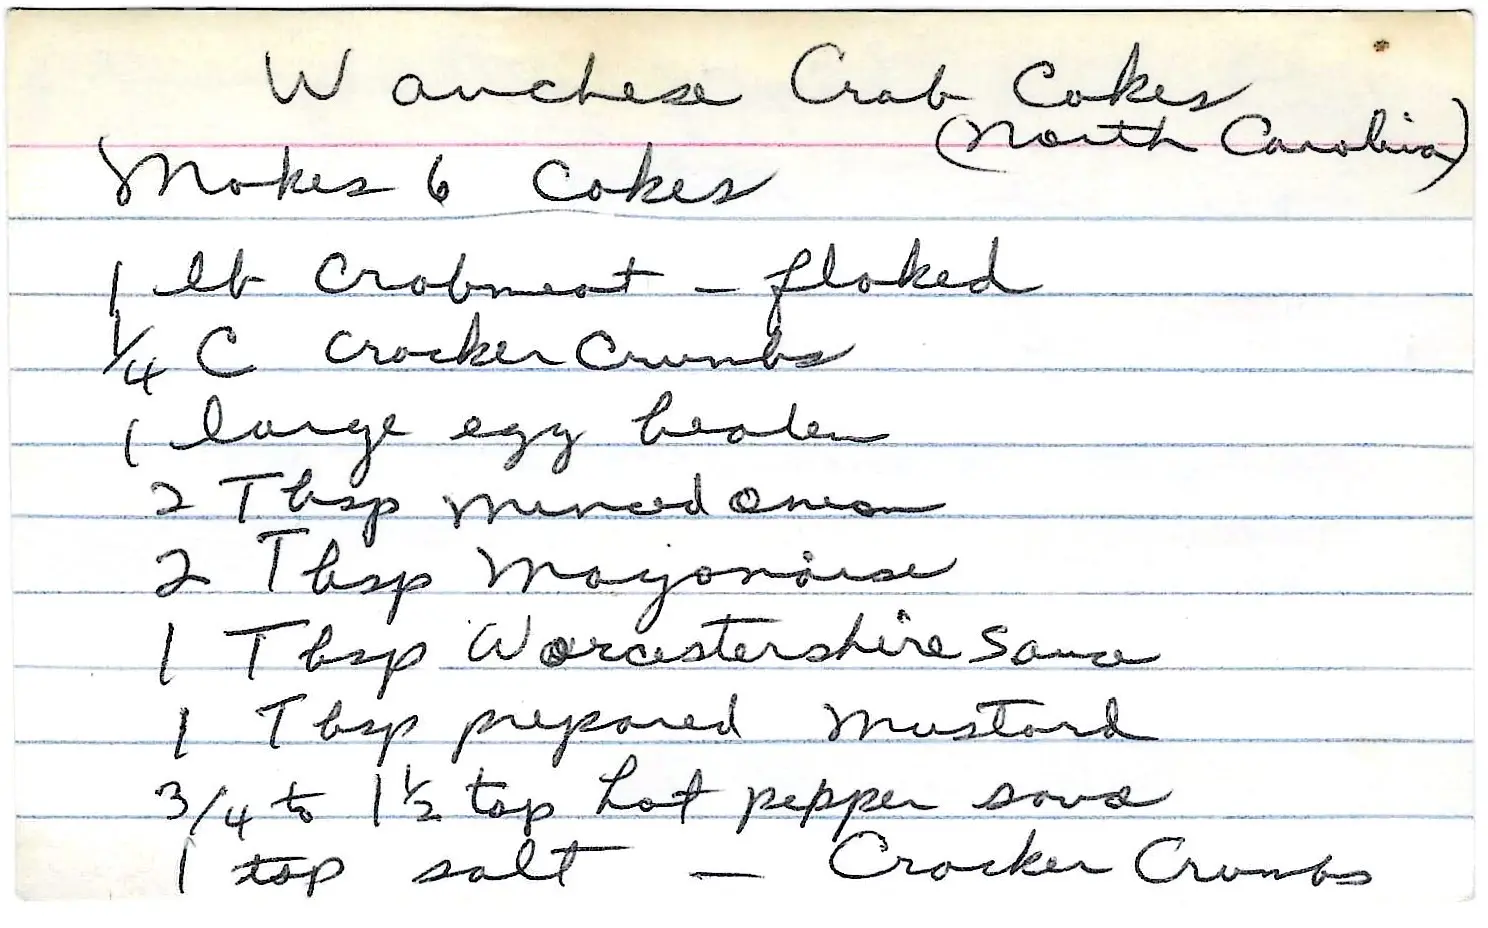 Wanchese Crab Cakes
(North Carolina)
Makes 6 Cakes
1 lb Crabmeat - flaked
1/4 C cracker Crumbs
1 large egg beaten
2 Tbsp minced onion
2 Tbsp Mayonaise
1 Tbsp Worcestershire Sauce
1 Tbsp prepared Mustard
3/4 to 1 1/2 tsp hot pepper sauce
1 tsp salt — Cracker Crumbs